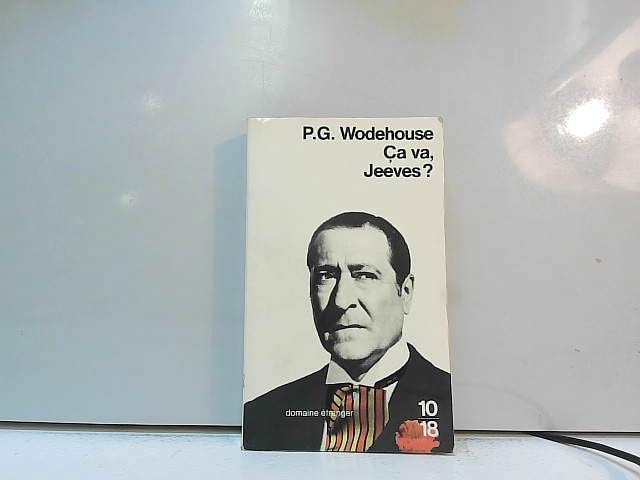 P.G. Wodehouse
Ça va,
Jeeves ?
domaine étranger
10
18